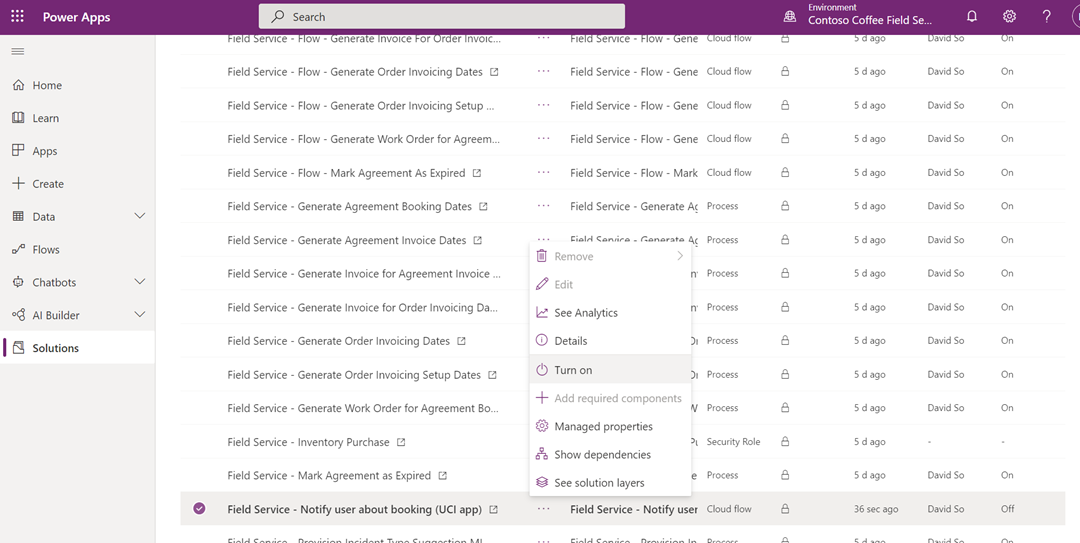 Power Apps
Search
Environment
Contoso Coffee Field Se...
?
Home
Learn
Apps
Create
Data
Flows
Chatbots
AI Builder
Solutions
Field Service - Flow - Generate Invoice For Order Invoic... ··· Field Service - Flow - Gene Cloud flow 5 d ago David So On
Field Service - Flow - Generate Order Invoicing Dates ··· Field Service - Flow - Gene Cloud flow 5 d ago David So On
Field Service - Flow - Generate Order Invoicing Setup ... ··· Field Service - Flow - Gene Cloud flow 5 d ago David So On
Field Service - Flow - Generate Work Order for Agreem... ··· Field Service - Flow - Gene Cloud flow 5 d ago David So On
Field Service - Flow - Mark Agreement As Expired ··· Field Service - Flow - Mark Cloud flow 5 d ago David So On
Field Service - Generate Agreement Booking Dates ··· Field Service - Generate Ag Process 5 d ago David So On
Field Service - Generate Agreement Invoice Dates ··· Field Service - Generate Ag Process 5 d ago David So On
Field Service - Generate Invoice for Agreement Invoice ... Process 5 d ago David So On
Field Service - Generate Invoice for Order Invoicing Da... Process 5 d ago David So On
Field Service - Generate Order Invoicing Dates Process 5 d ago David So On
Field Service - Generate Order Invoicing Setup Dates Process 5 d ago David So On
Field Service - Generate Work Order for Agreement Bo... Process 5 d ago David So On
Field Service - Inventory Purchase Security Role 5 d ago - -
Field Service - Mark Agreement as Expired Process 5 d ago David So On
Field Service - Notify user about booking (UCI app) ··· Field Service - Notify user Cloud flow 36 sec ago David So Off
Field Service - Provision Incident Type Suggestion ML ··· Field Service - Provision In Process 5 d ago David So On
Remove
Edit
See Analytics
Details
Turn on
Add required components
Managed properties
Show dependencies
See solution layers